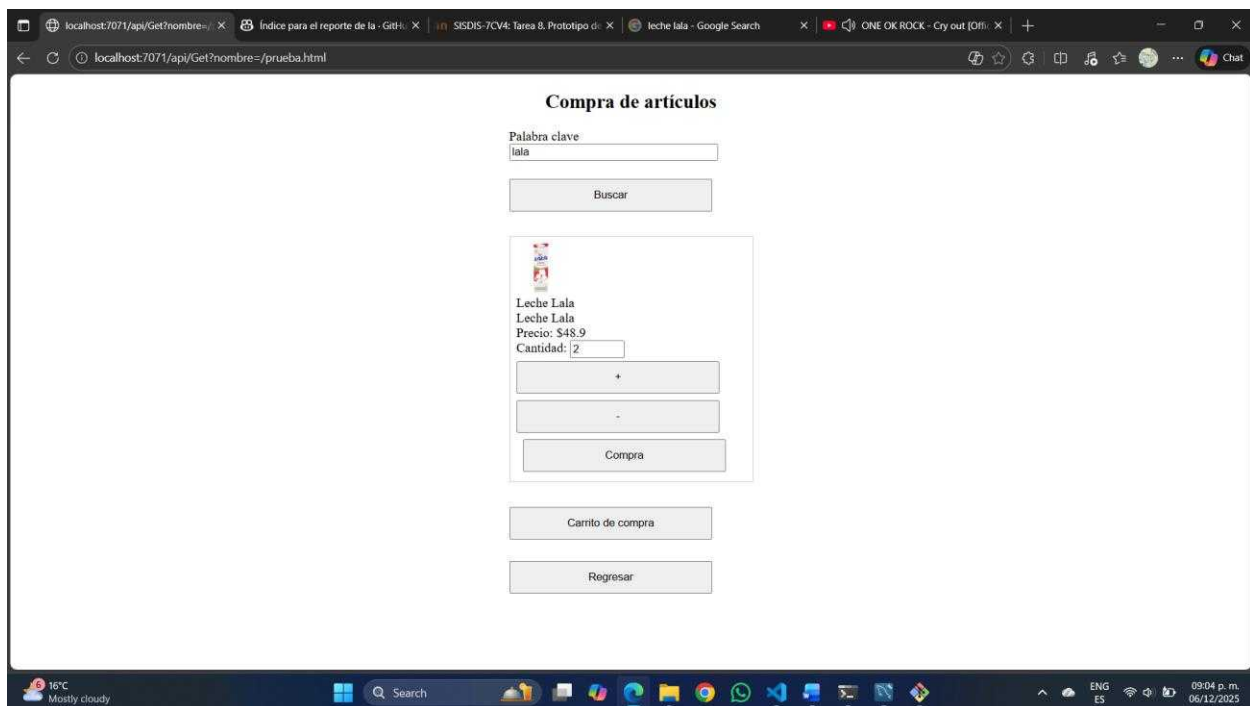 localhost:7071/api/Get?nombre=/
Índice para el reporte de la · GitHu
SISDIS-7CV4: Tarea 8. Prototipo de
leche lala - Google Search
ONE OK ROCK - Cry out [Offic
localhost:7071/api/Get?nombre=/prueba.html
Chat
Compra de artículos
Palabra clave
lala
Buscar
Leche Lala
Leche Lala
Precio: $48.9
Cantidad: 2
+
-
Compra
Carrito de compra
Regresar
6
16°C
Mostly cloudy
Search
ENG
ES
09:04 p. m.
06/12/2025